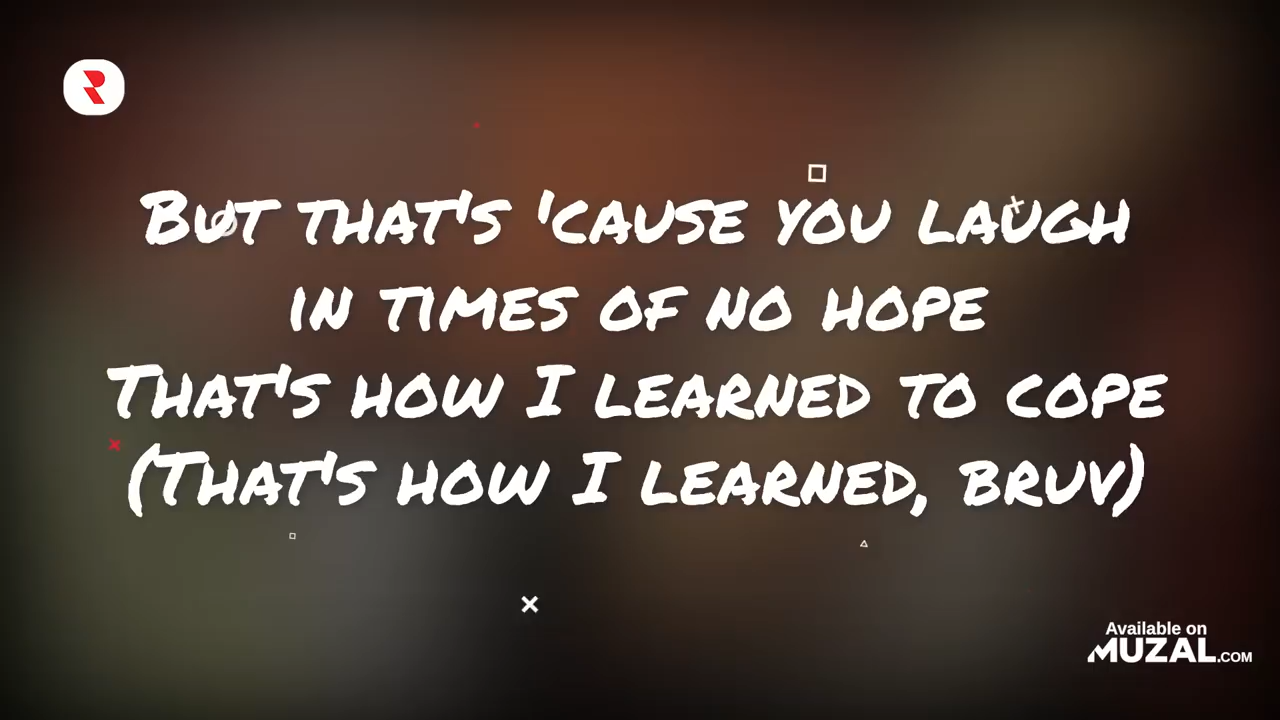 But that's 'cause you laugh
in times of no hope
That's how I learned to cope
(That's how I learned, bruv)
Available on
MUZAL.COM